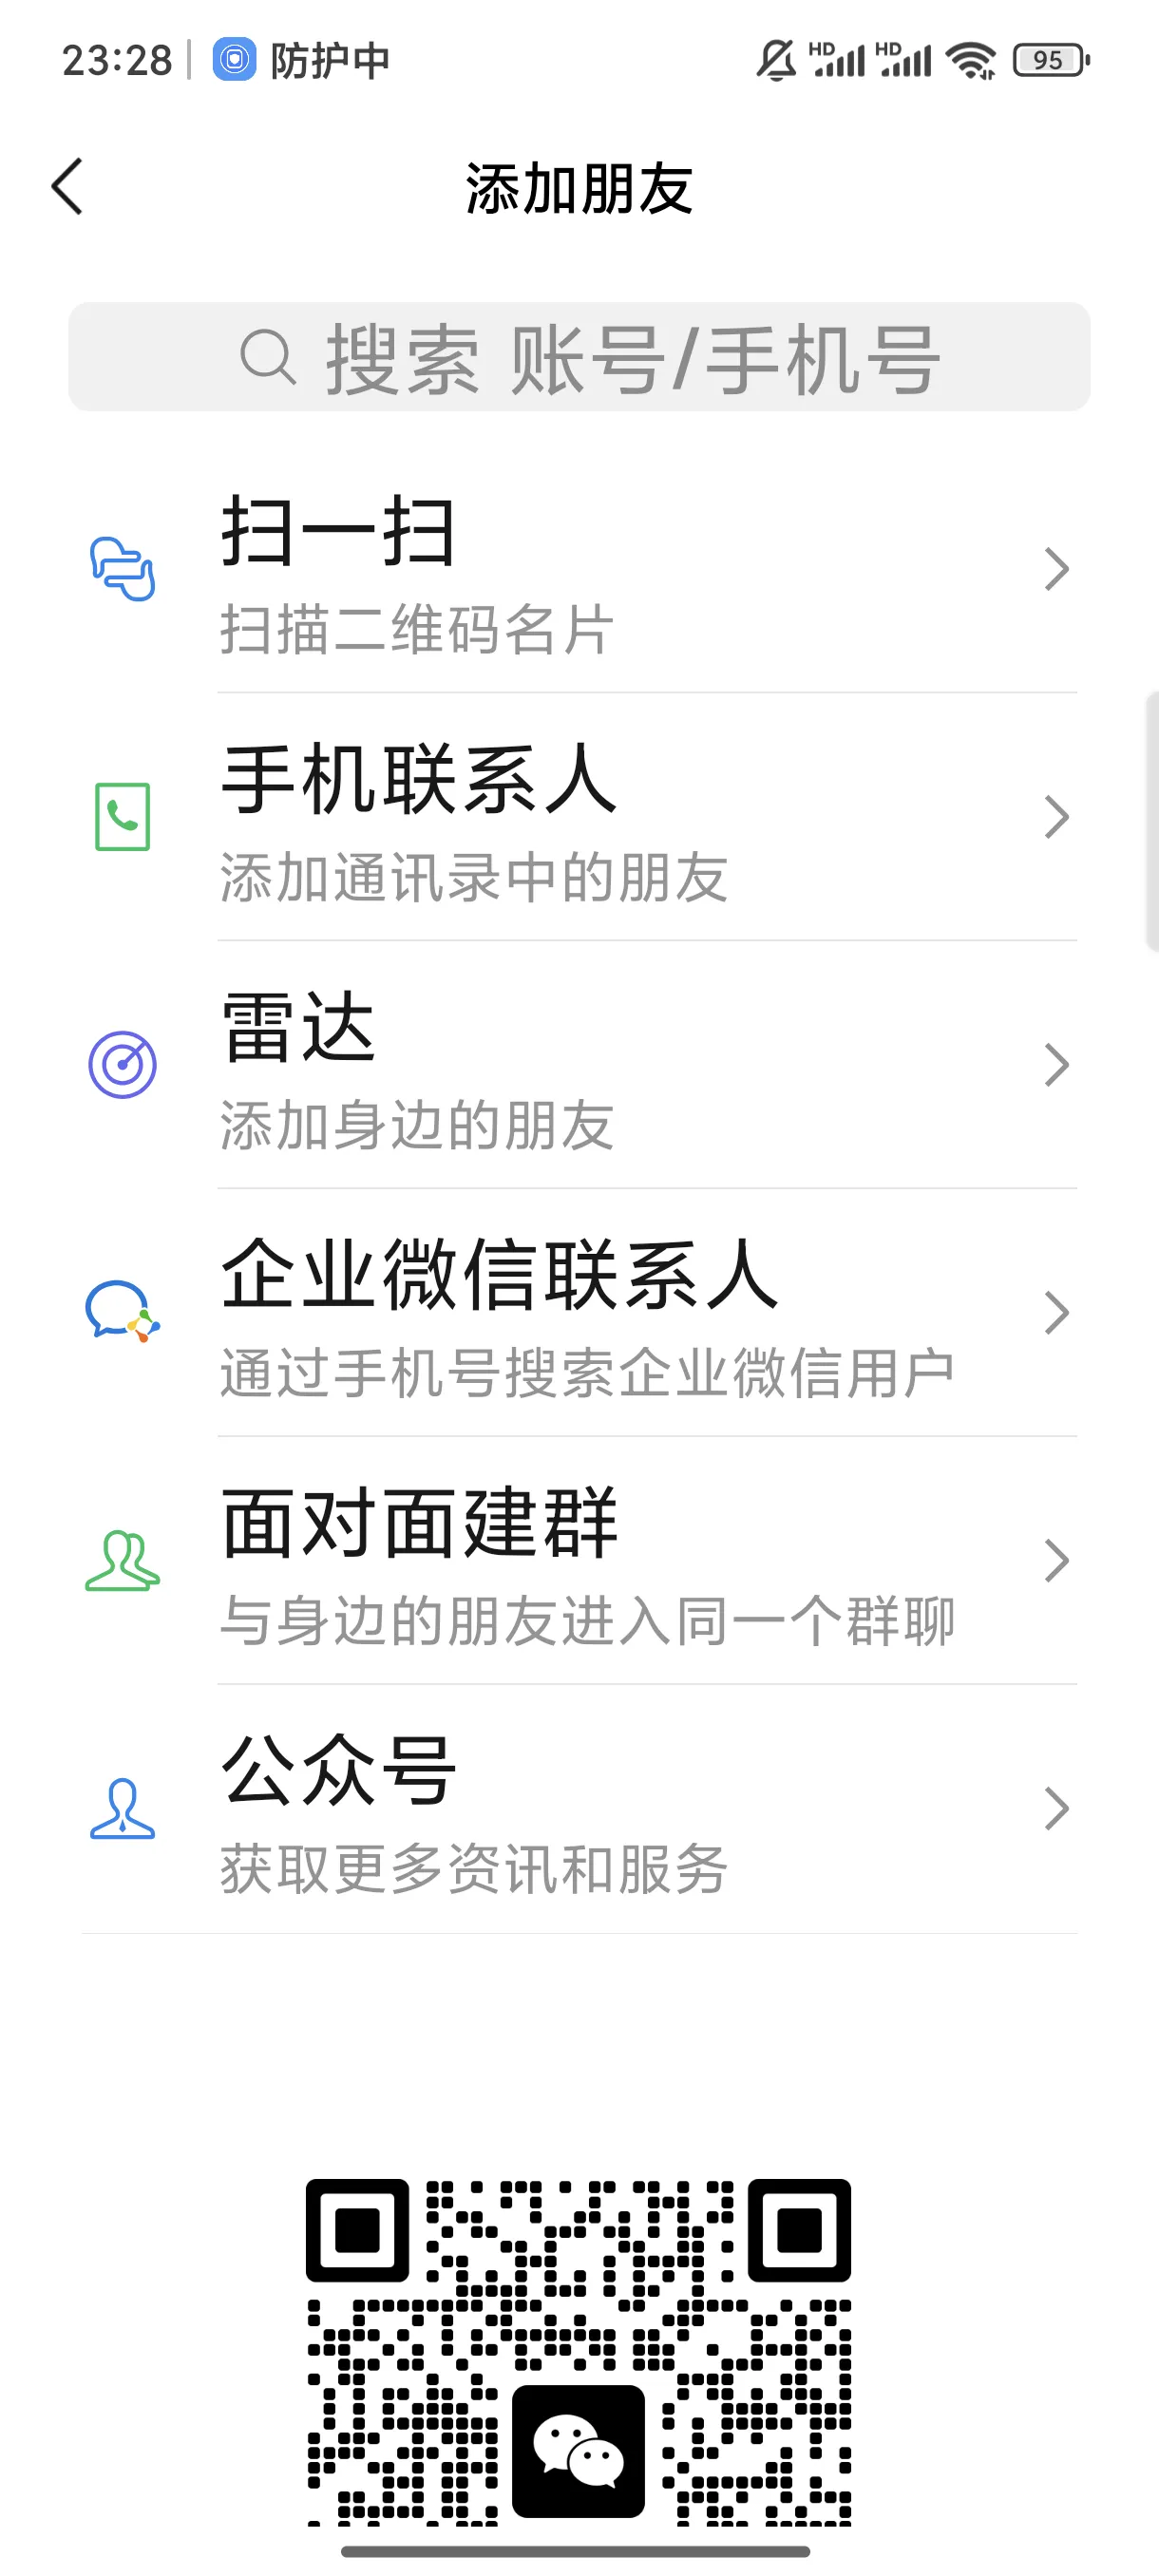 23:28 防护中 HD HD 95
添加朋友
搜索 账号/手机号
扫一扫
扫描二维码名片
手机联系人
添加通讯录中的朋友
雷达
添加身边的朋友
企业微信联系人
通过手机号搜索企业微信用户
面对面建群
与身边的朋友进入同一个群聊
公众号
获取更多资讯和服务